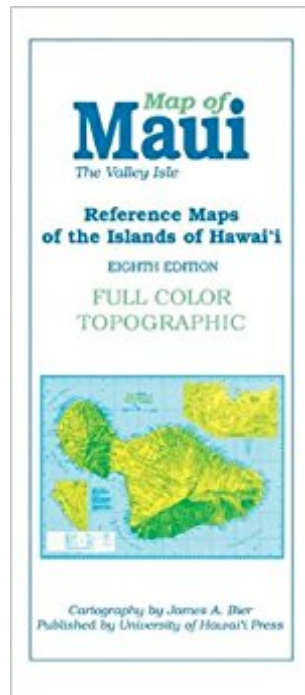 Map of
Maui
The Valley Isle
Reference Maps
of the Islands of Hawai‘i
EIGHTH EDITION
FULL COLOR
TOPOGRAPHIC
Cartography by James A. Bier
Published by University of Hawai‘i Press